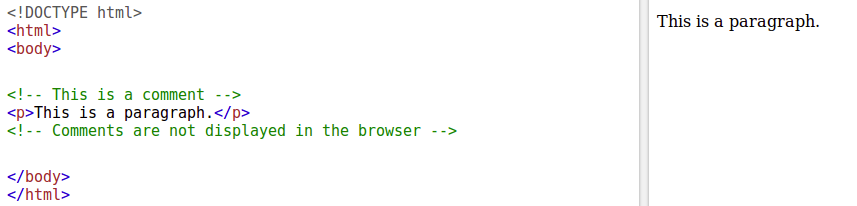 <!DOCTYPE html>
<html>
<body>
<!-- This is a comment -->
<p>This is a paragraph.</p>
<!-- Comments are not displayed in the browser -->
</body>
</html>
This is a paragraph.